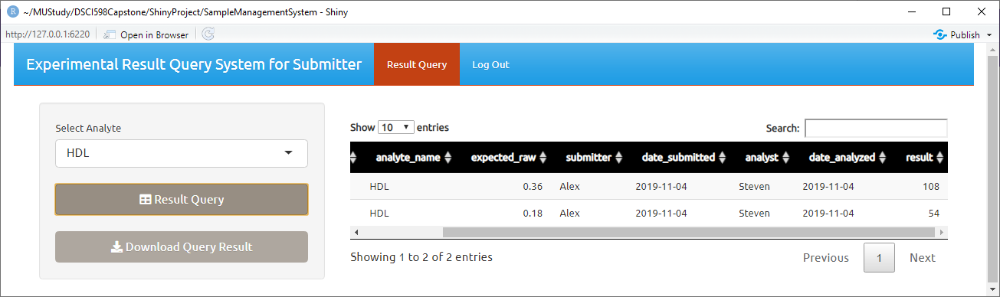 ~/MUStudy/DSCI598Capstone/ShinyProject/SampleManagementSystem - Shiny
http://127.0.0.1:6220 Open in Browser Publish
Experimental Result Query System for Submitter Result Query Log Out
Select Analyte
HDL
Result Query
Download Query Result
Show 10 entries Search:
analyte_name expected_raw submitter date_submitted analyst date_analyzed result
HDL 0.36 Alex 2019-11-04 Steven 2019-11-04 108
HDL 0.18 Alex 2019-11-04 Steven 2019-11-04 54
Showing 1 to 2 of 2 entries Previous 1 Next